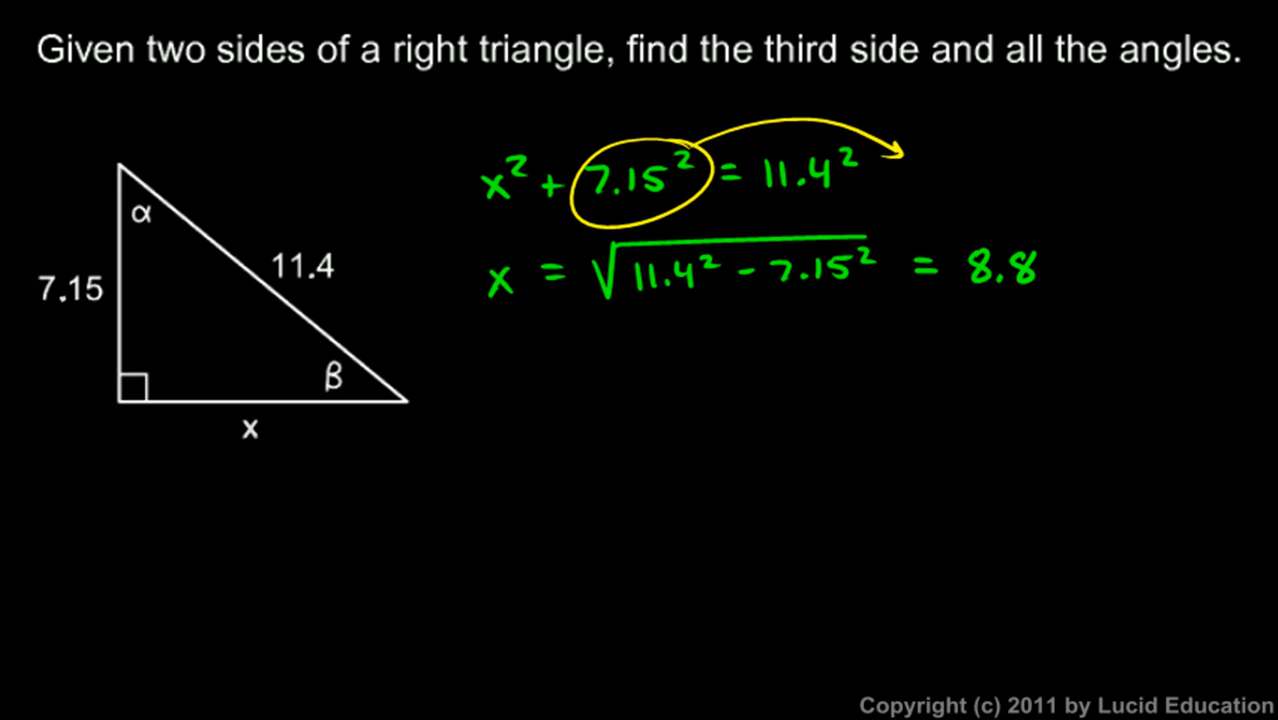 Given two sides of a right triangle, find the third side and all the angles.
x² + 7.15² = 11.4²
x = √11.4² - 7.15² = 8.8
α
11.4
7.15
β
x
Copyright (c) 2011 by Lucid Education